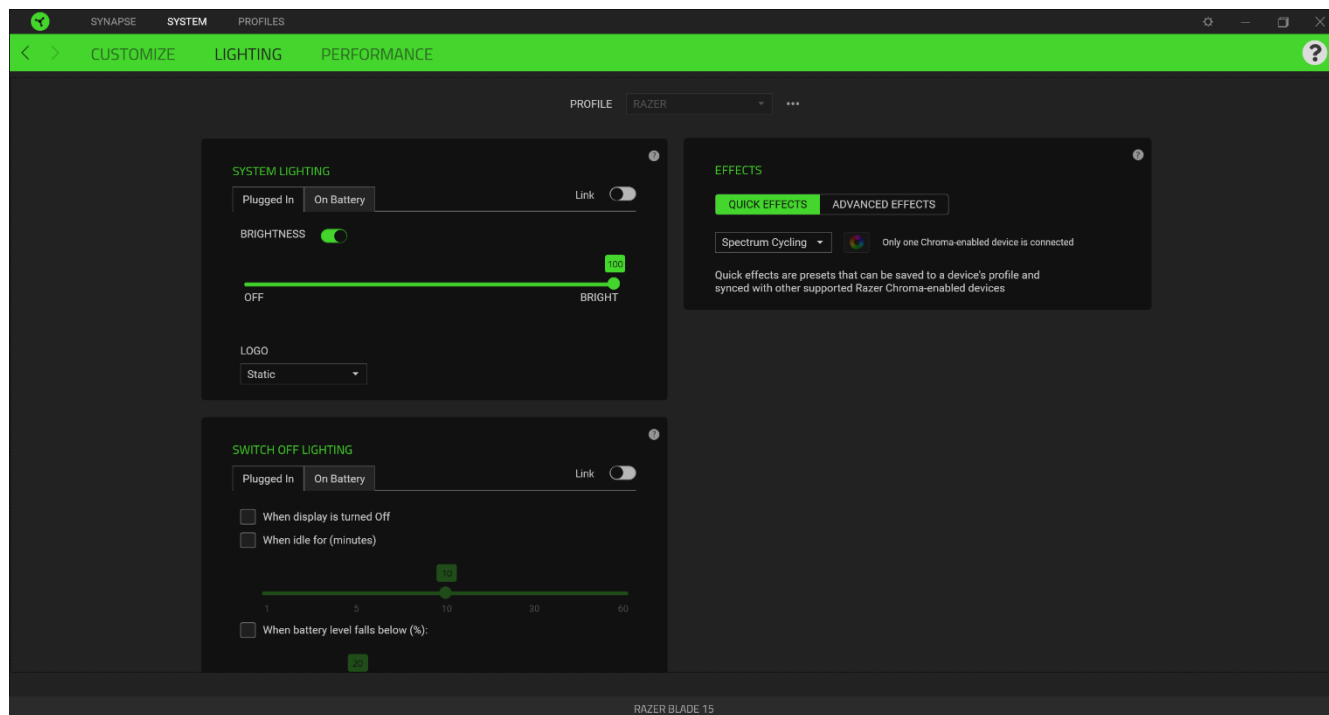 SYNAPSE SYSTEM PROFILES
CUSTOMIZE LIGHTING PERFORMANCE ?
PROFILE RAZER •••
SYSTEM LIGHTING ?
Plugged In On Battery Link
BRIGHTNESS
100
OFF BRIGHT
LOGO
Static
EFFECTS ?
QUICK EFFECTS ADVANCED EFFECTS
Spectrum Cycling Only one Chroma-enabled device is connected
Quick effects are presets that can be saved to a device's profile and
synced with other supported Razer Chroma-enabled devices
SWITCH OFF LIGHTING ?
Plugged In On Battery Link
When display is turned Off
When idle for (minutes)
10
1 5 10 30 60
When battery level falls below (%):
20
RAZER BLADE 15